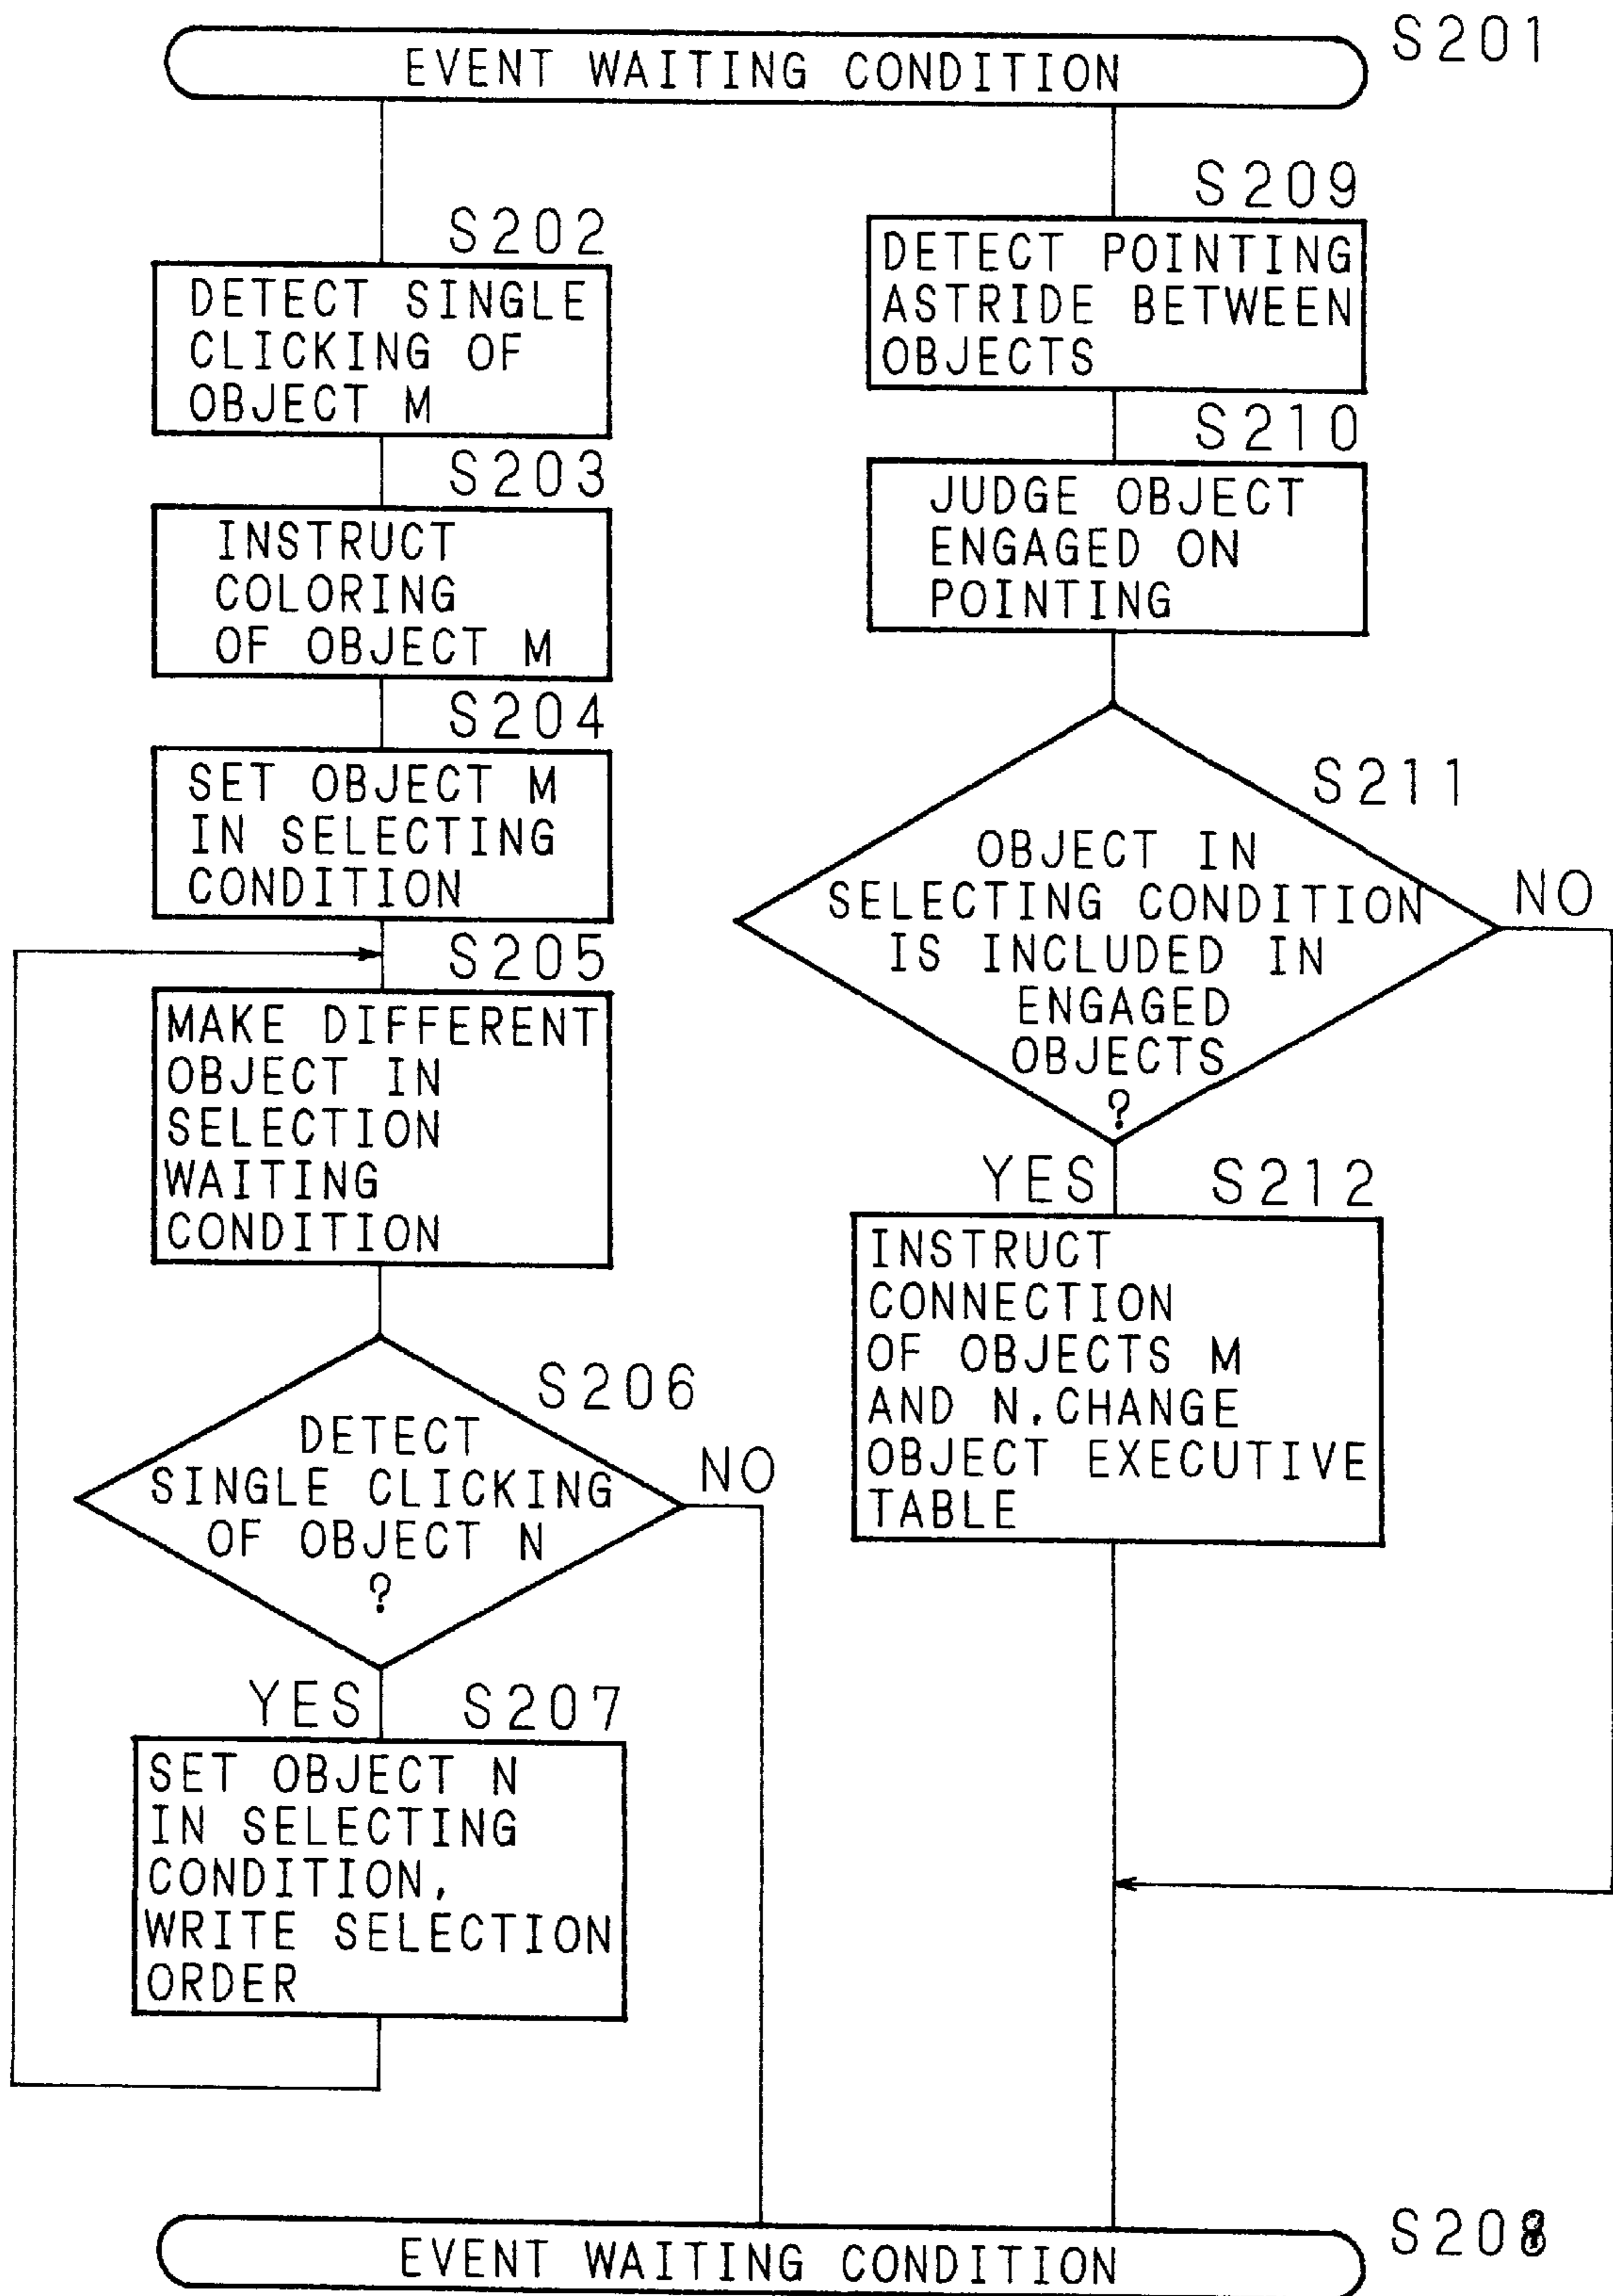 S201
EVENT WAITING CONDITION
S202
DETECT SINGLE
CLICKING OF
OBJECT M
S203
INSTRUCT
COLORING
OF OBJECT M
S204
SET OBJECT M
IN SELECTING
CONDITION
S205
MAKE DIFFERENT
OBJECT IN
SELECTION
WAITING
CONDITION
S206
DETECT
SINGLE CLICKING
OF OBJECT N
?
NO
YES
S207
SET OBJECT N
IN SELECTING
CONDITION,
WRITE SELECTION
ORDER
S209
DETECT POINTING
ASTRIDE BETWEEN
OBJECTS
S210
JUDGE OBJECT
ENGAGED ON
POINTING
S211
OBJECT IN
SELECTING CONDITION
IS INCLUDED IN
ENGAGED
OBJECTS
?
NO
YES
S212
INSTRUCT
CONNECTION
OF OBJECTS M
AND N.CHANGE
OBJECT EXECUTIVE
TABLE
S208
EVENT WAITING CONDITION